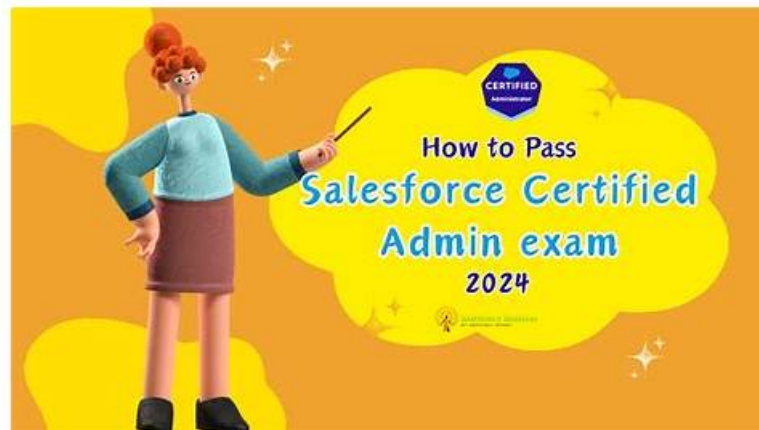 CERTIFIED
Administrator
How to Pass
Salesforce Certified
Admin exam
2024